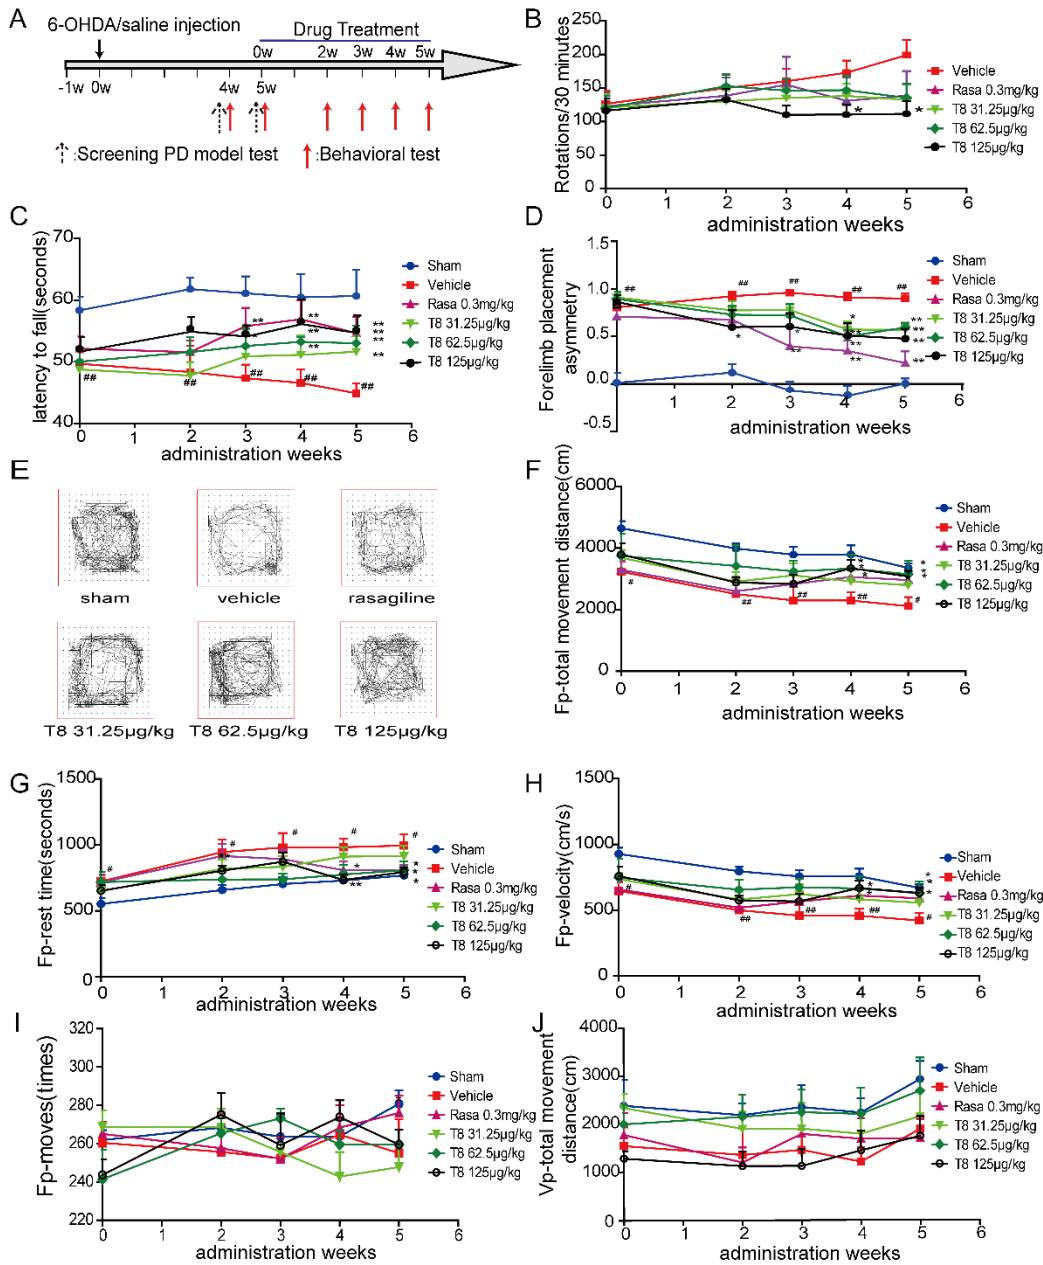 A
6-OHDA/saline injection
Drug Treatment
0w 2w 3w 4w 5w
-1w 0w 4w 5w
:Screening PD model test :Behavioral test
B
Rotations/30 minutes
250
200
150
100
50
0
0 1 2 3 4 5 6
administration weeks
* *
Vehicle
Rasa 0.3mg/kg
T8 31.25µg/kg
T8 62.5µg/kg
T8 125µg/kg
C
latency to fall(seconds)
70
60
50
40
0 1 2 3 4 5 6
administration weeks
## ## ## ## ##
** ** ** **
**
**
**
**
Sham
Vehicle
Rasa 0.3mg/kg
T8 31.25µg/kg
T8 62.5µg/kg
T8 125µg/kg
D
Forelimb placement
asymmetry
1.5
1.0
0.5
0.0
-0.5
1 2 3 4 5 6
administration weeks
## ## ## ## ##
* * ** * ** **
**
**
**
**
Sham
Vehicle
Rasa 0.3mg/kg
T8 31.25µg/kg
T8 62.5µg/kg
T8 125µg/kg
E
sham vehicle rasagiline
T8 31.25µg/kg T8 62.5µg/kg T8 125µg/kg
F
Fp-total movement distance(cm)
6000
4000
2000
0
0 1 2 3 4 5 6
administration weeks
# ## ## ## #
* * *
* * *
Sham
Vehicle
Rasa 0.3mg/kg
T8 31.25µg/kg
T8 62.5µg/kg
T8 125µg/kg
G
Fp-rest time(seconds)
1500
1000
500
0
0 1 2 3 4 5 6
administration weeks
# # # # #
* **
* * *
Sham
Vehicle
Rasa 0.3mg/kg
T8 31.25µg/kg
T8 62.5µg/kg
T8 125µg/kg
H
Fp-velocity(cm/s)
1500
1000
500
0
0 1 2 3 4 5 6
administration weeks
# ## ## ## #
* *
* * *
Sham
Vehicle
Rasa 0.3mg/kg
T8 31.25µg/kg
T8 62.5µg/kg
T8 125µg/kg
I
Fp-moves(times)
320
300
280
260
240
220
0 1 2 3 4 5 6
administration weeks
Sham
Vehicle
Rasa 0.3mg/kg
T8 31.25µg/kg
T8 62.5µg/kg
T8 125µg/kg
J
Vp-total movement
distance(cm)
4000
3000
2000
1000
0
0 1 2 3 4 5 6
administration weeks
Sham
Vehicle
Rasa 0.3mg/kg
T8 31.25µg/kg
T8 62.5µg/kg
T8 125µg/kg